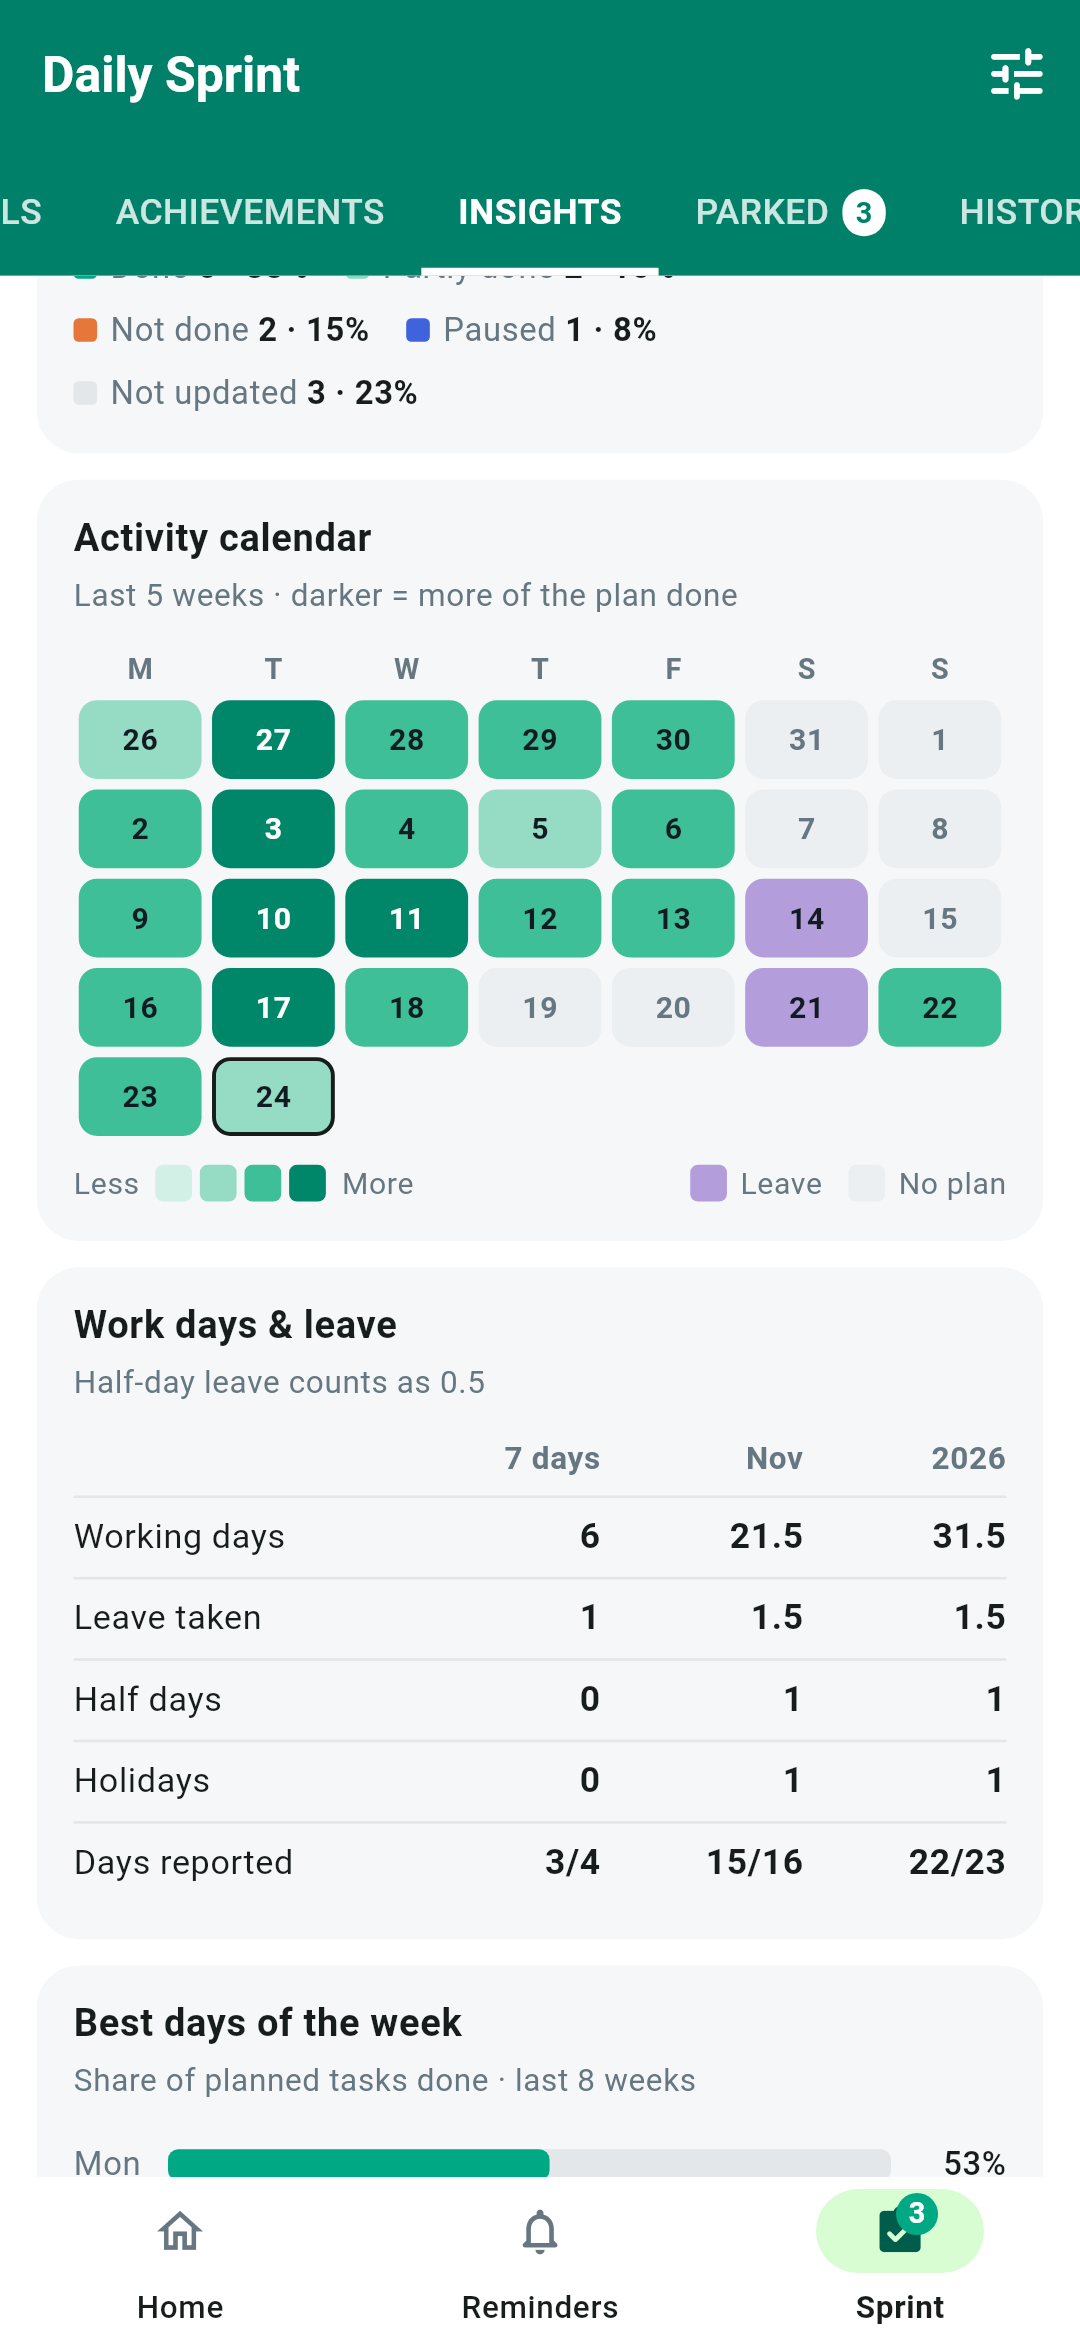 Daily Sprint
LS ACHIEVEMENTS INSIGHTS PARKED 3 HISTOR
Not done 2 · 15% Paused 1 · 8%
Not updated 3 · 23%
Activity calendar
Last 5 weeks · darker = more of the plan done
M T W T F S S
26 27 28 29 30 31 1
2 3 4 5 6 7 8
9 10 11 12 13 14 15
16 17 18 19 20 21 22
23 24
Less More Leave No plan
Work days & leave
Half-day leave counts as 0.5
7 days Nov 2026
Working days 6 21.5 31.5
Leave taken 1 1.5 1.5
Half days 0 1 1
Holidays 0 1 1
Days reported 3/4 15/16 22/23
Best days of the week
Share of planned tasks done · last 8 weeks
Mon 53%
3
Home Reminders Sprint